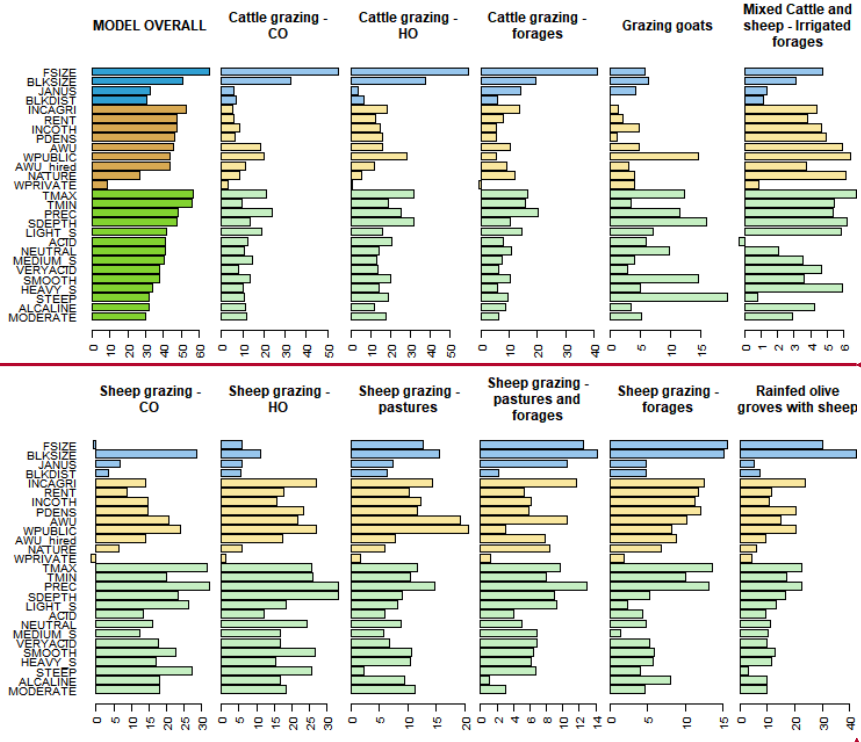 MODEL OVERALL
Cattle grazing -
CO
Cattle grazing -
HO
Cattle grazing -
forages
Grazing goats
Mixed Cattle and
sheep - Irrigated
forages
FSIZE
BLKSIZE
JANUS
BLKDIST
INCAGRI
RENT
INCOTH
PDENS
AWU
WPUBLIC
AWU_hired
NATURE
WPRIVATE
TMAX
TMIN
PREC
SDEPTH
LIGHT_S
ACID
NEUTRAL
MEDIUM_S
VERYACID
SMOOTH
HEAVY_S
STEEP
ALCALINE
MODERATE
0 10 20 30 40 50 60
0 10 20 30 40 50
0 10 20 30 40 50
0 10 20 30 40
0 5 10 15
0 1 2 3 4 5 6
Sheep grazing -
CO
Sheep grazing -
HO
Sheep grazing -
pastures
Sheep grazing -
pastures and
forages
Sheep grazing -
forages
Rainfed olive
groves with sheep
FSIZE
BLKSIZE
JANUS
BLKDIST
INCAGRI
RENT
INCOTH
PDENS
AWU
WPUBLIC
AWU_hired
NATURE
WPRIVATE
TMAX
TMIN
PREC
SDEPTH
LIGHT_S
ACID
NEUTRAL
MEDIUM_S
VERYACID
SMOOTH
HEAVY_S
STEEP
ALCALINE
MODERATE
0 5 10 15 20 25 30
0 5 10 15 20 25 30
0 5 10 15 20
0 2 4 6 8 10 12 14
0 5 10 15
0 10 20 30 40